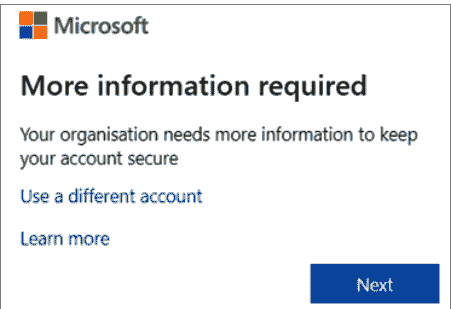 Microsoft
More information required
Your organisation needs more information to keep
your account secure
Use a different account
Learn more
Next